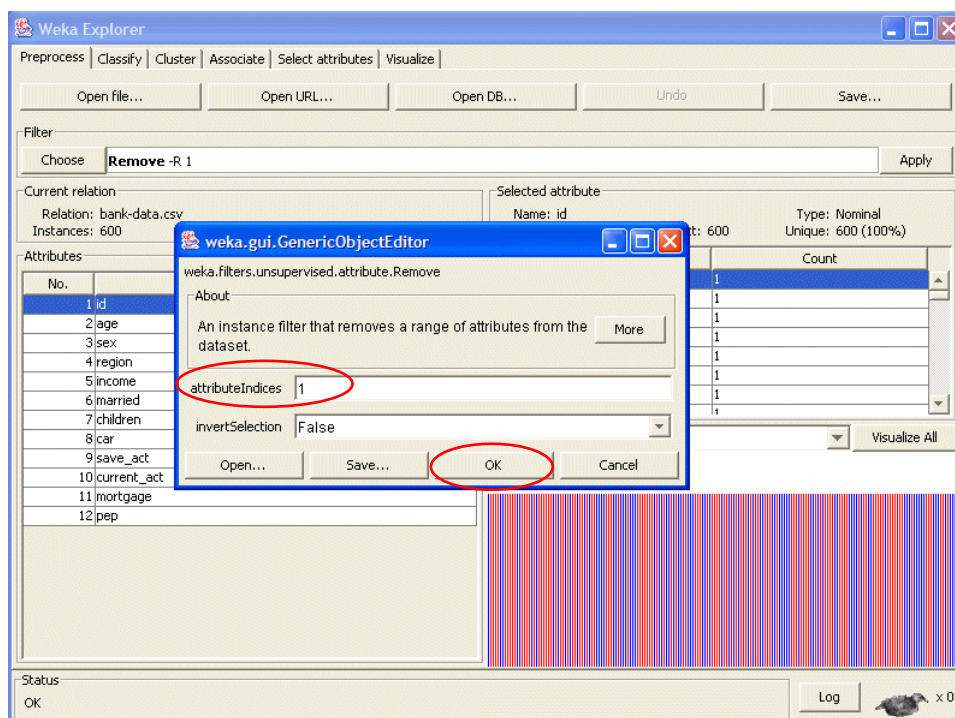 Weka Explorer
Preprocess Classify Cluster Associate Select attributes Visualize
Open file... Open URL... Open DB... Undo Save...
Filter
Choose Remove -R 1 Apply
Current relation
Relation: bank-data.csv
Instances: 600
Selected attribute
Name: id Type: Nominal
: 600 Unique: 600 (100%)
Attributes
No.
1 id
2 age
3 sex
4 region
5 income
6 married
7 children
8 car
9 save_act
10 current_act
11 mortgage
12 pep
weka.gui.GenericObjectEditor
weka.filters.unsupervised.attribute.Remove
About
An instance filter that removes a range of attributes from the
dataset.
More
attributeIndices 1
invertSelection False
Open... Save... OK Cancel
Count
1
1
1
1
1
1
1
1
Visualize All
Status
OK
Log x 0